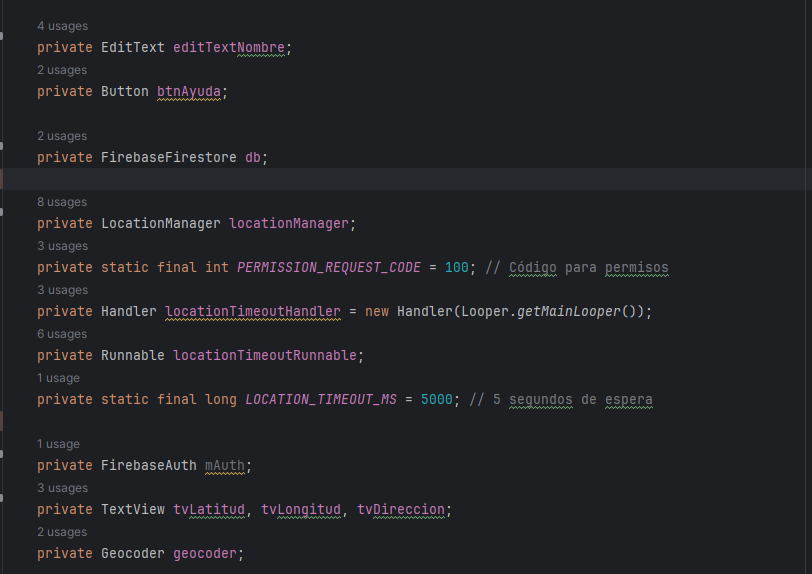 4 usages
private EditText editTextNombre;
2 usages
private Button btnAyuda;
2 usages
private FirebaseFirestore db;
8 usages
private LocationManager locationManager;
3 usages
private static final int PERMISSION_REQUEST_CODE = 100; // Código para permisos
3 usages
private Handler locationTimeoutHandler = new Handler(Looper.getMainLooper());
6 usages
private Runnable locationTimeoutRunnable;
1 usage
private static final long LOCATION_TIMEOUT_MS = 5000; // 5 segundos de espera
1 usage
private FirebaseAuth mAuth;
3 usages
private TextView tvLatitud, tvLongitud, tvDireccion;
2 usages
private Geocoder geocoder;